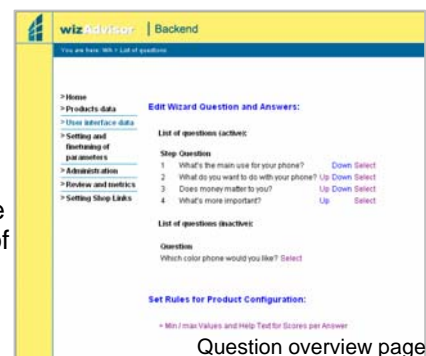 wizAdvisor | Backend
You are here: WA > List of questions
> Home
> Products data
> User interface data
> Setting and
finetuning of
parameters
> Administration
> Review and metrics
> Setting Shop Links
Edit Wizard Question and Answers:
List of questions (active):
Step Question
1 What's the main use for your phone? Down Select
2 What do you want to do with your phone? Up Down Select
3 Does money matter to you? Up Down Select
4 What's more important? Up Select
List of questions (inactive):
Question
Which color phone would you like? Select
Set Rules for Product Configuration:
» Min / max Values and Help Text for Scores per Answer
Question overview page
e
of